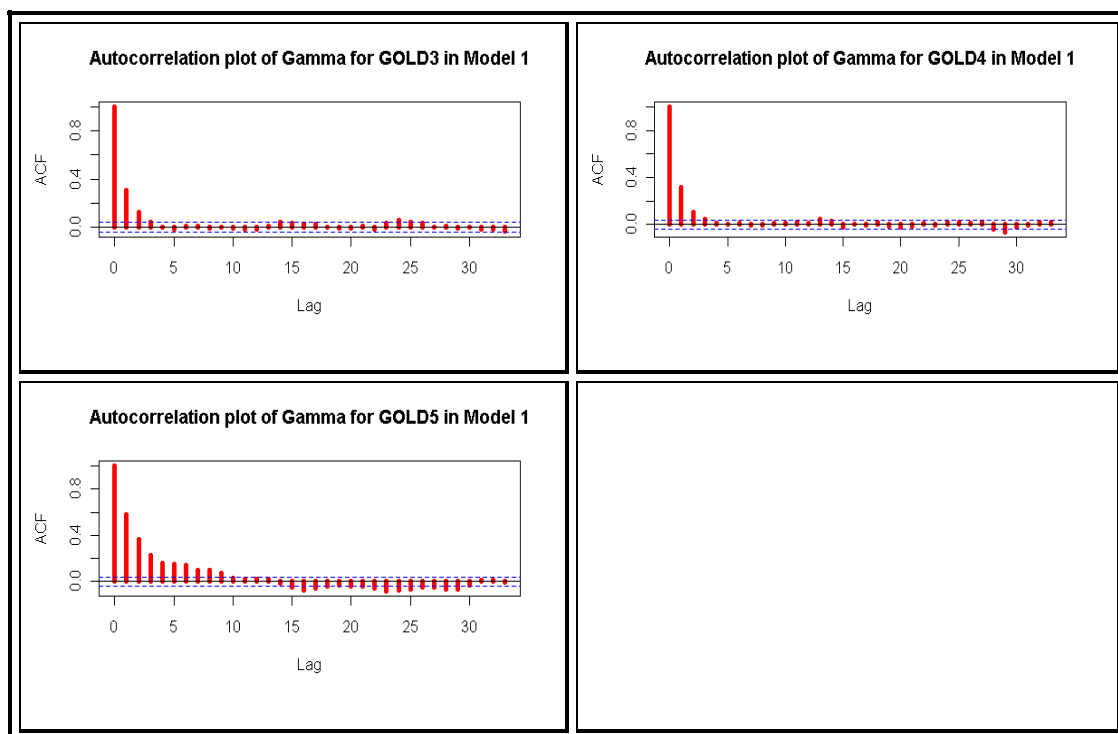 Autocorrelation plot of Gamma for GOLD3 in Model 1
ACF
0.8
0.4
0.0
0 5 10 15 20 25 30
Lag
Autocorrelation plot of Gamma for GOLD4 in Model 1
ACF
0.8
0.4
0.0
0 5 10 15 20 25 30
Lag
Autocorrelation plot of Gamma for GOLD5 in Model 1
ACF
0.8
0.4
0.0
0 5 10 15 20 25 30
Lag